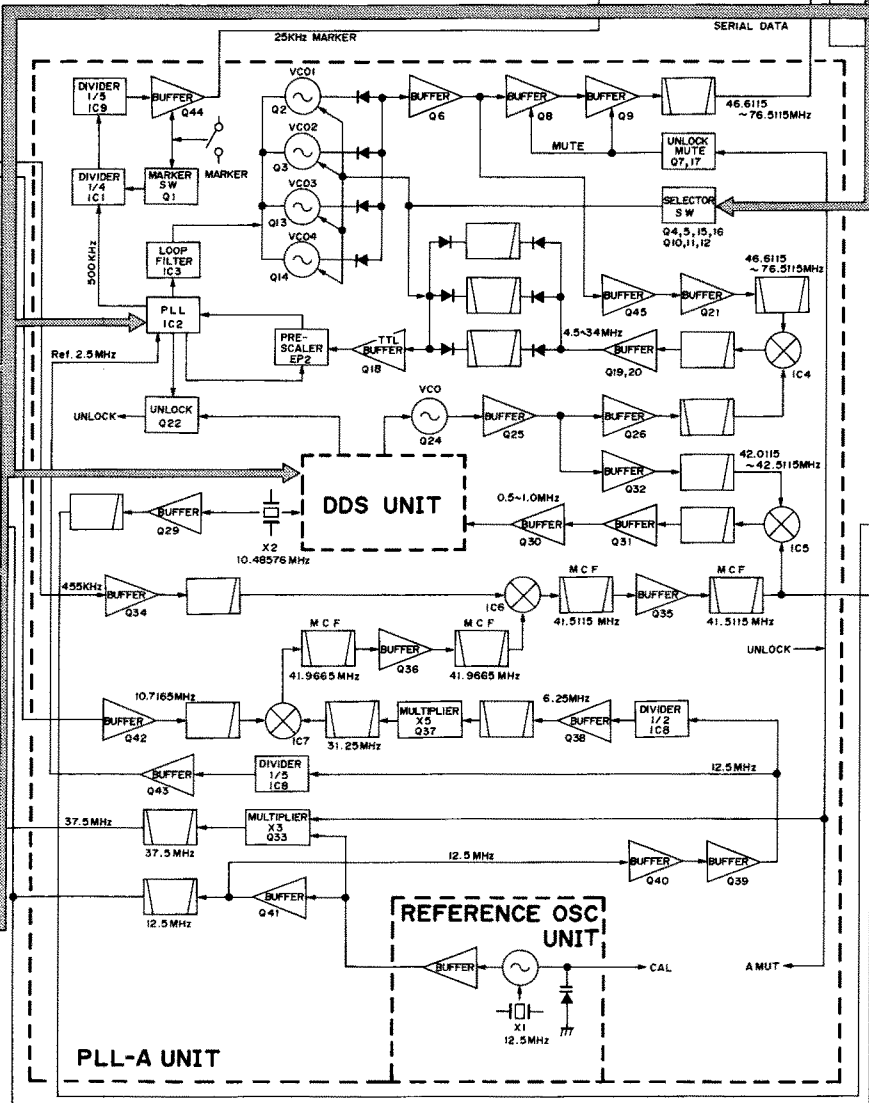 SERIAL DATA
25KHz MARKER
DIVIDER
1/5
IC9
BUFFER
Q44
VCO1
Q2
BUFFER
Q6
BUFFER
Q8
BUFFER
Q9
46.6115
~76.5115MHz
VCO2
Q3
MUTE
UNLOCK
MUTE
Q7,17
MARKER
DIVIDER
1/4
IC1
MARKER
SW
Q1
VCO3
Q13
SELECTOR
SW
Q4,5,15,16
Q10,11,12
VCO4
Q14
500KHz
LOOP
FILTER
IC3
46.6115
~76.5115MHz
BUFFER
Q45
BUFFER
Q21
PLL
IC2
PRE-
SCALER
EP2
TTL
BUFFER
Q18
4.5~34MHz
BUFFER
Q19,20
IC4
Ref. 2.5MHz
UNLOCK
UNLOCK
Q22
VCO
Q24
BUFFER
Q25
BUFFER
Q26
BUFFER
Q32
42.0115
~42.5115MHz
DDS UNIT
0.5~1.0MHz
BUFFER
Q29
X2
10.48576MHz
BUFFER
Q30
BUFFER
Q31
IC5
455KHz
BUFFER
Q34
IC6
MCF
41.5115 MHz
BUFFER
Q35
MCF
41.5115 MHz
MCF
41.9665MHz
BUFFER
Q36
MCF
41.9665MHz
UNLOCK
10.7165MHz
BUFFER
Q42
IC7
31.25MHz
MULTIPLIER
X5
Q37
6.25MHz
BUFFER
Q38
DIVIDER
1/2
IC8
BUFFER
Q43
DIVIDER
1/5
IC8
12.5MHz
37.5MHz
37.5MHz
MULTIPLIER
X3
Q33
12.5MHz
BUFFER
Q40
BUFFER
Q39
12.5MHz
BUFFER
Q41
REFERENCE OSC
UNIT
BUFFER
CAL
AMUT
X1
12.5MHz
PLL-A UNIT